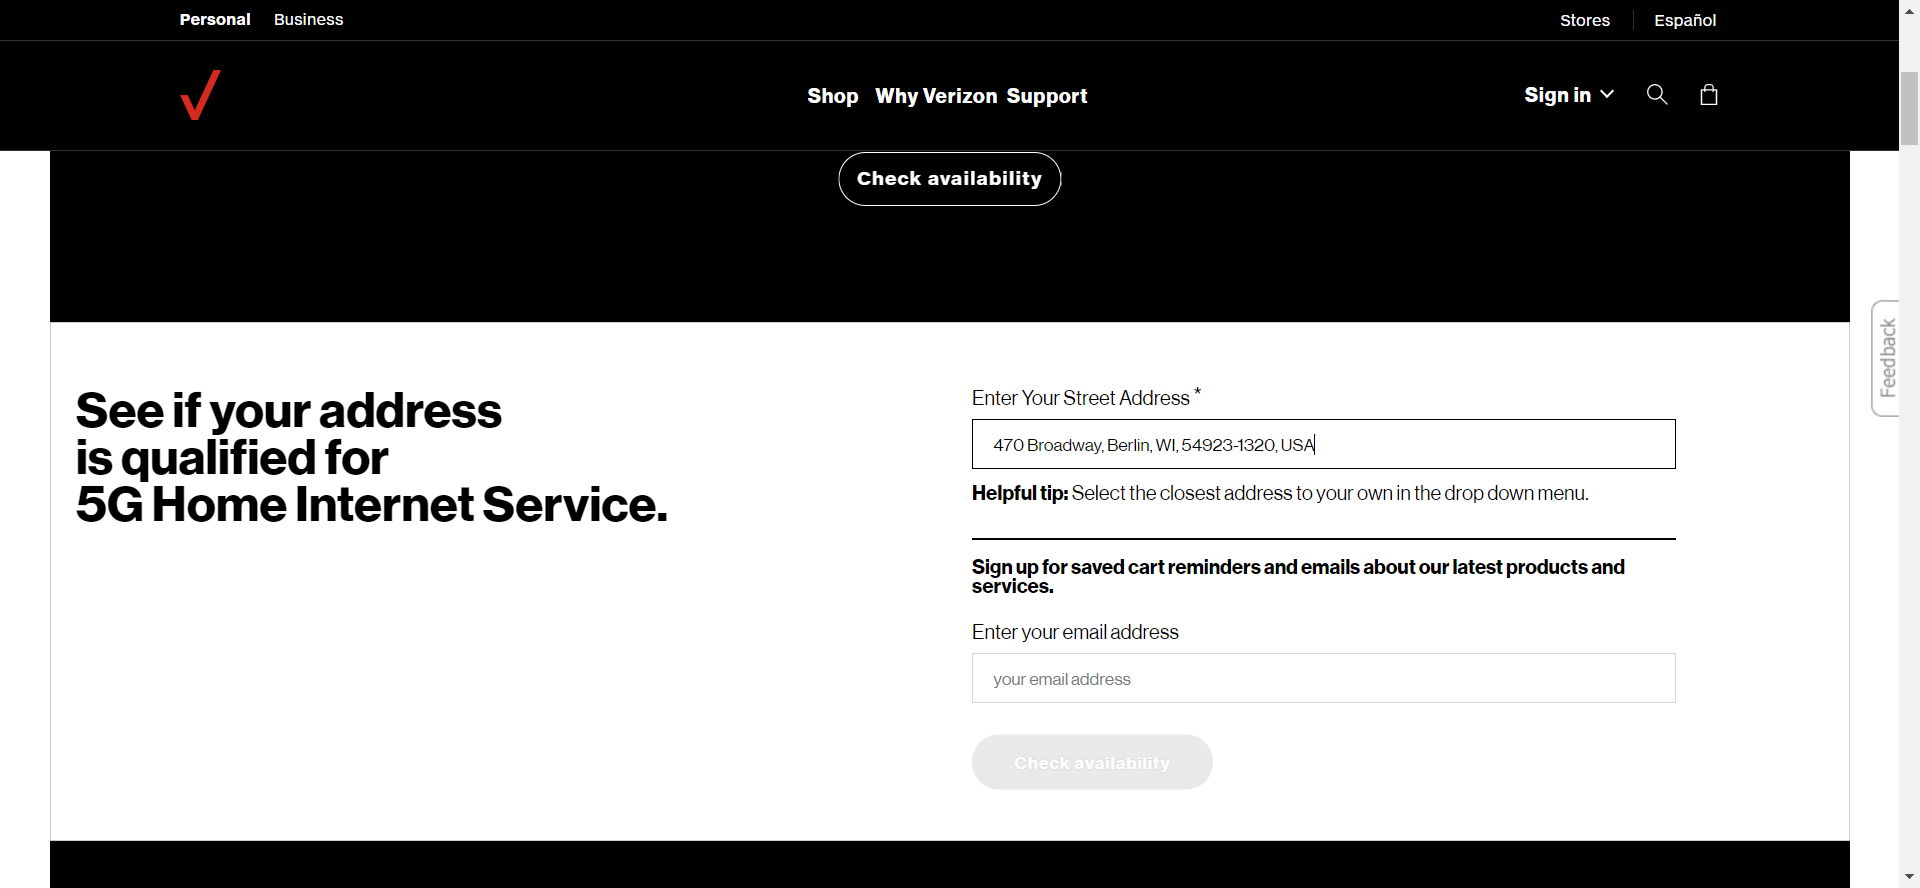 Personal Business
Stores Español
Shop Why Verizon Support
Sign in
Check availability
Feedback
See if your address
is qualified for
5G Home Internet Service.
Enter Your Street Address *
470 Broadway, Berlin, WI, 54923-1320, USA
Helpful tip: Select the closest address to your own in the drop down menu.
Sign up for saved cart reminders and emails about our latest products and
services.
Enter your email address
your email address
Check availability